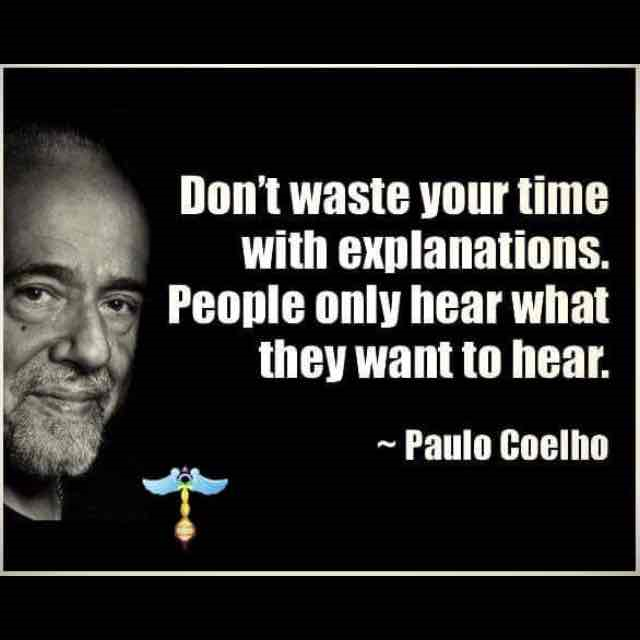 Don't waste your time
with explanations.
People only hear what
they want to hear.
~ Paulo Coelho